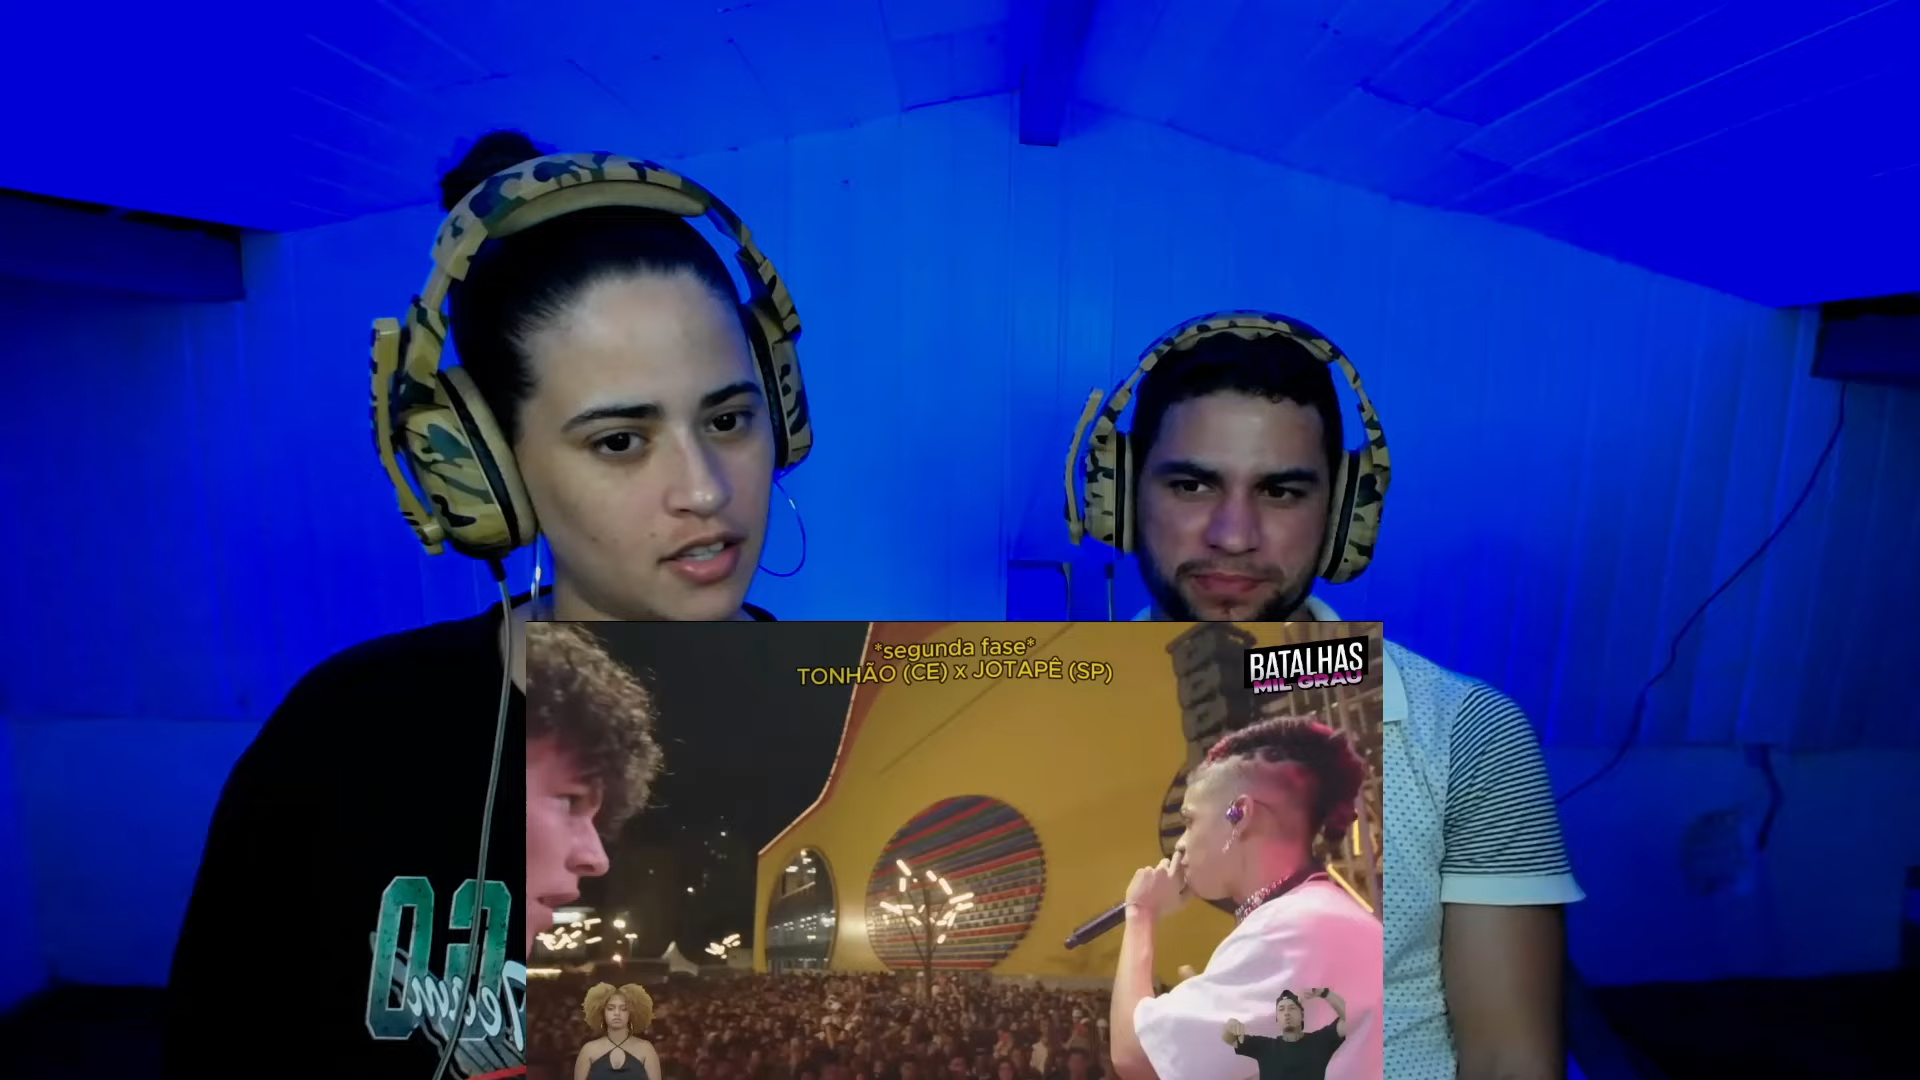 *segunda fase*
TONHÃO (CE) x JOTAPÊ (SP)
BATALHAS
MIL GRAU